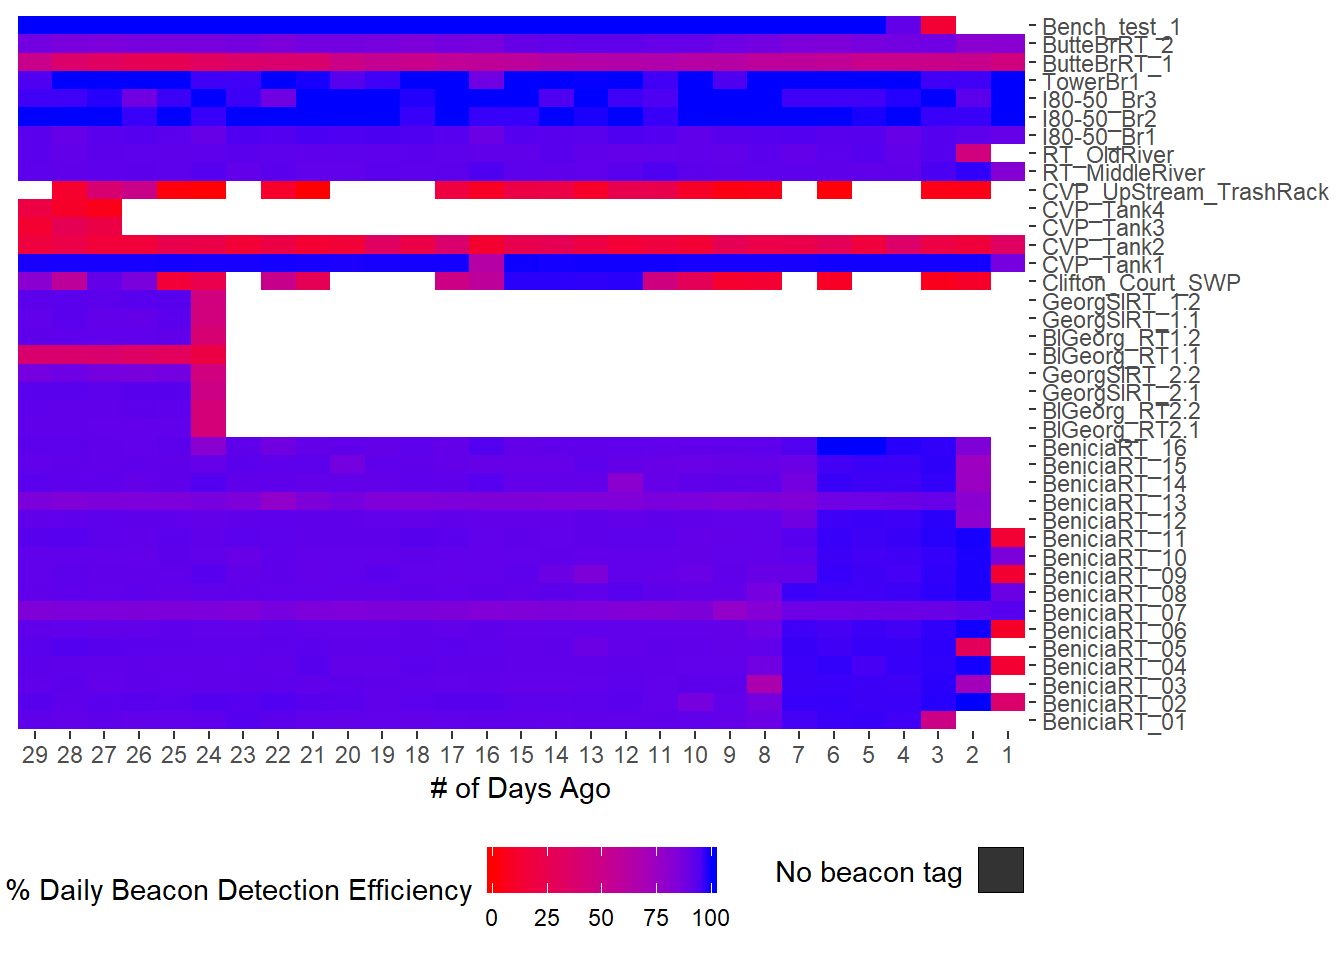 Bench_test_1
ButteBrRT_2
ButteBrRT_1
TowerBr1
I80-50_Br3
I80-50_Br2
I80-50_Br1
RT_OldRiver
RT_MiddleRiver
CVP_UpStream_TrashRack
CVP_Tank4
CVP_Tank3
CVP_Tank2
CVP_Tank1
Clifton_Court_SWP
GeorgSlRT_1.2
GeorgSlRT_1.1
BlGeorg_RT1.2
BlGeorg_RT1.1
GeorgSlRT_2.2
GeorgSlRT_2.1
BlGeorg_RT2.2
BlGeorg_RT2.1
BeniciaRT_16
BeniciaRT_15
BeniciaRT_14
BeniciaRT_13
BeniciaRT_12
BeniciaRT_11
BeniciaRT_10
BeniciaRT_09
BeniciaRT_08
BeniciaRT_07
BeniciaRT_06
BeniciaRT_05
BeniciaRT_04
BeniciaRT_03
BeniciaRT_02
BeniciaRT_01
29 28 27 26 25 24 23 22 21 20 19 18 17 16 15 14 13 12 11 10 9 8 7 6 5 4 3 2 1
# of Days Ago
% Daily Beacon Detection Efficiency
0 25 50 75 100
No beacon tag